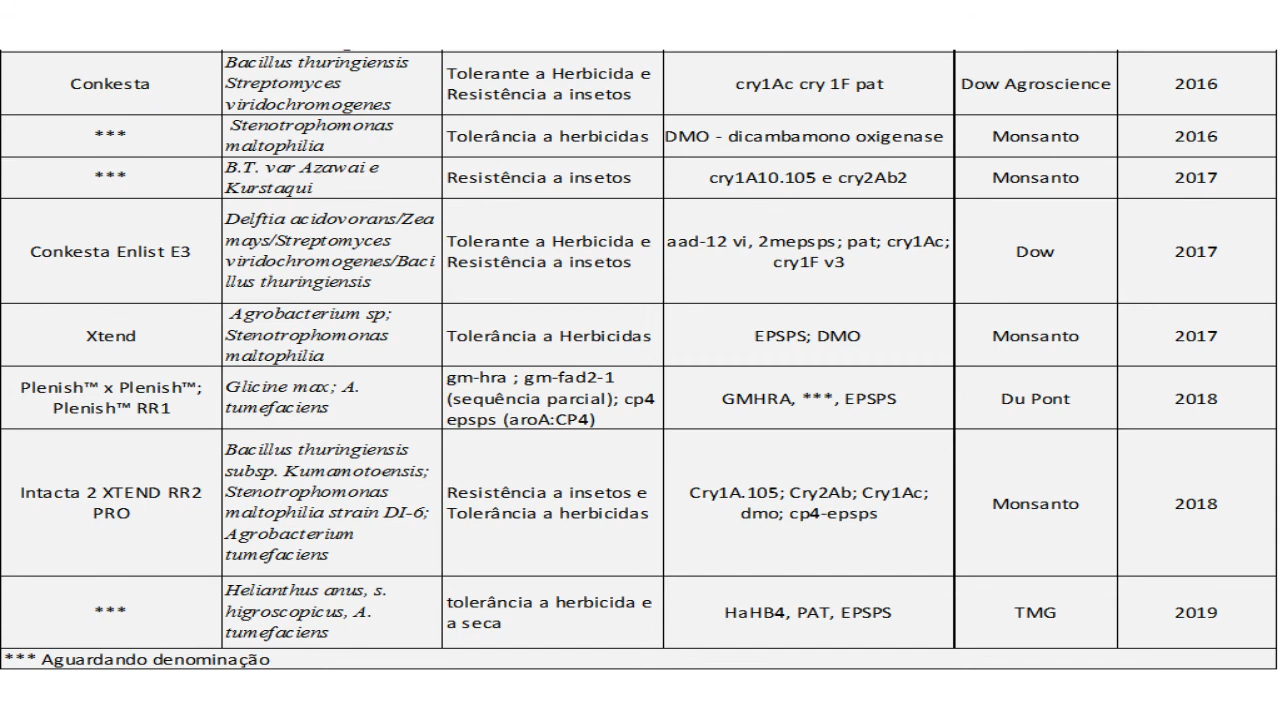 Conkesta
Bacillus thuringiensis
Streptomyces
viridochromogenes
Tolerante a Herbicida e
Resistência a insetos
cry1Ac cry 1F pat
Dow Agroscience
2016
***
Stenotrophomonas
maltophilia
Tolerância a herbicidas
DMO - dicambamono oxigenase
Monsanto
2016
***
B.T. var Azawai e
Kurstaqui
Resistência a insetos
cry1A10.105 e cry2Ab2
Monsanto
2017
Conkesta Enlist E3
Delftia acidovorans/Zea
mays/Streptomyces
viridochromogenes/Baci
llus thuringiensis
Tolerante a Herbicida e
Resistência a insetos
aad-12 vi, 2mepsps; pat; cry1Ac;
cry1F v3
Dow
2017
Xtend
Agrobacterium sp;
Stenotrophomonas
maltophilia
Tolerância a Herbicidas
EPSPS; DMO
Monsanto
2017
Plenish™ x Plenish™;
Plenish™ RR1
Glicine max; A.
tumefaciens
gm-hra ; gm-fad2-1
(sequência parcial); cp4
epsps (aroA:CP4)
GMHRA, ***, EPSPS
Du Pont
2018
Intacta 2 XTEND RR2
PRO
Bacillus thuringiensis
subsp. Kumamotoensis;
Stenotrophomonas
maltophilia strain DI-6;
Agrobacterium
tumefaciens
Resistência a insetos e
Tolerância a herbicidas
Cry1A.105; Cry2Ab; Cry1Ac;
dmo; cp4-epsps
Monsanto
2018
***
Helianthus anus, s.
higroscopicus, A.
tumefaciens
tolerância a herbicida e
a seca
HaHB4, PAT, EPSPS
TMG
2019
*** Aguardando denominação